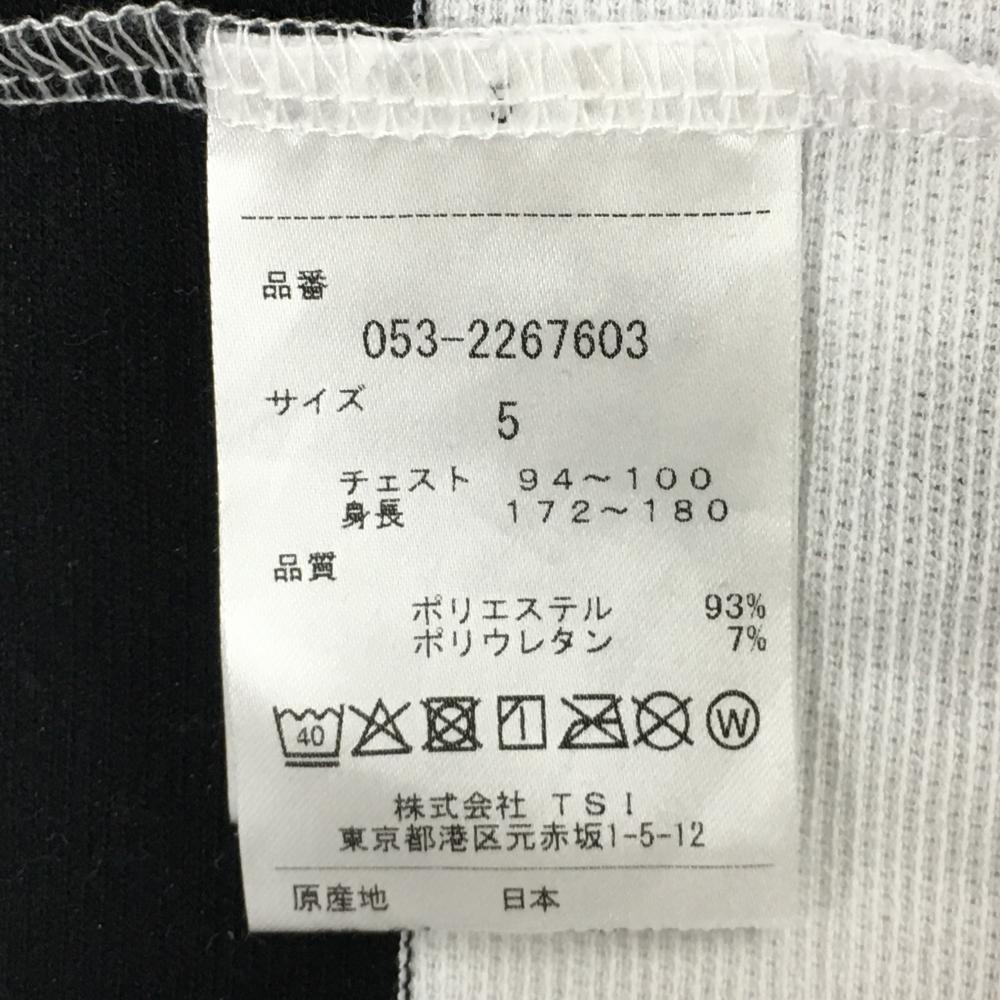 品番
053-2267603
サイズ
5
チェスト 94～100
身長 172～180
品質
ポリエステル 93%
ポリウレタン 7%
40 W
株式会社 TSI
東京都港区元赤坂1-5-12
原産地 日本